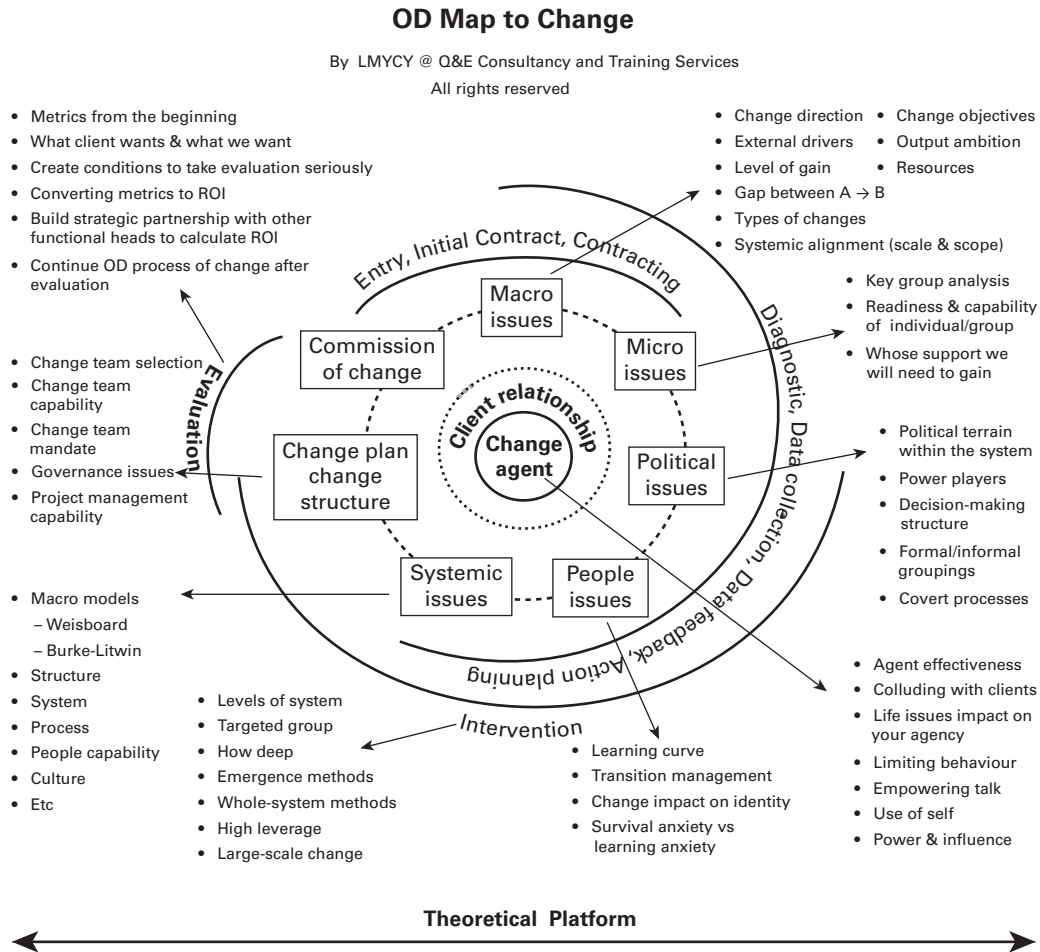 OD Map to Change
By LMYCY @ Q&E Consultancy and Training Services
All rights reserved
• Metrics from the beginning
• What client wants & what we want
• Create conditions to take evaluation seriously
• Converting metrics to ROI
• Build strategic partnership with other
functional heads to calculate ROI
• Continue OD process of change after
evaluation
• Change direction
• External drivers
• Level of gain
• Gap between A → B
• Types of changes
• Systemic alignment (scale & scope)
• Change objectives
• Output ambition
• Resources
Entry, Initial Contract, Contracting
Macro
issues
• Key group analysis
• Readiness & capability
of individual/group
• Whose support we
will need to gain
Commission
of change
Micro
issues
Diagnostic, Data collection, Data feedback, Action planning
• Change team selection
• Change team
capability
• Change team
mandate
• Governance issues
• Project management
capability
Evaluation
Client relationship
Change
agent
Change plan
change
structure
Political
issues
• Political terrain
within the system
• Power players
• Decision-making
structure
• Formal/informal
groupings
• Covert processes
Systemic
issues
People
issues
• Macro models
– Weisboard
– Burke-Litwin
• Structure
• System
• Process
• People capability
• Culture
• Etc
Intervention
• Levels of system
• Targeted group
• How deep
• Emergence methods
• Whole-system methods
• High leverage
• Large-scale change
• Learning curve
• Transition management
• Change impact on identity
• Survival anxiety vs
learning anxiety
• Agent effectiveness
• Colluding with clients
• Life issues impact on
your agency
• Limiting behaviour
• Empowering talk
• Use of self
• Power & influence
Theoretical Platform